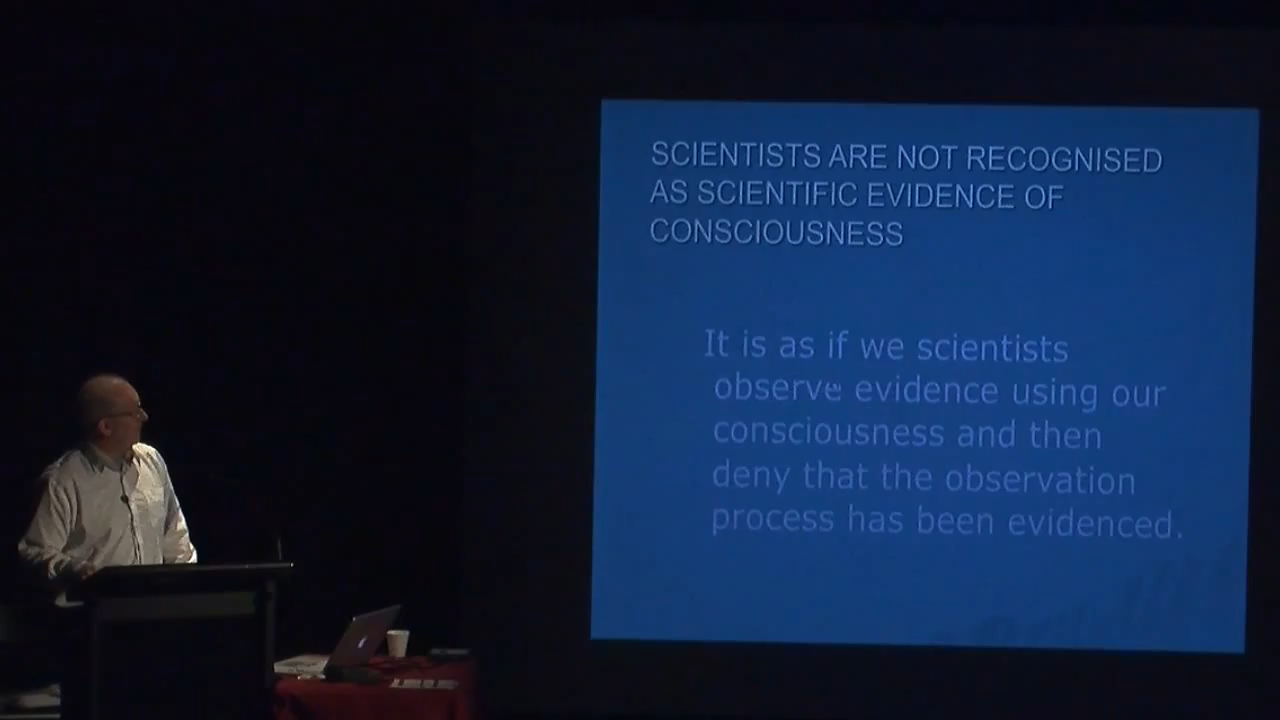 SCIENTISTS ARE NOT RECOGNISED
AS SCIENTIFIC EVIDENCE OF
CONSCIOUSNESS
It is as if we scientists
observe evidence using our
consciousness and then
deny that the observation
process has been evidenced.